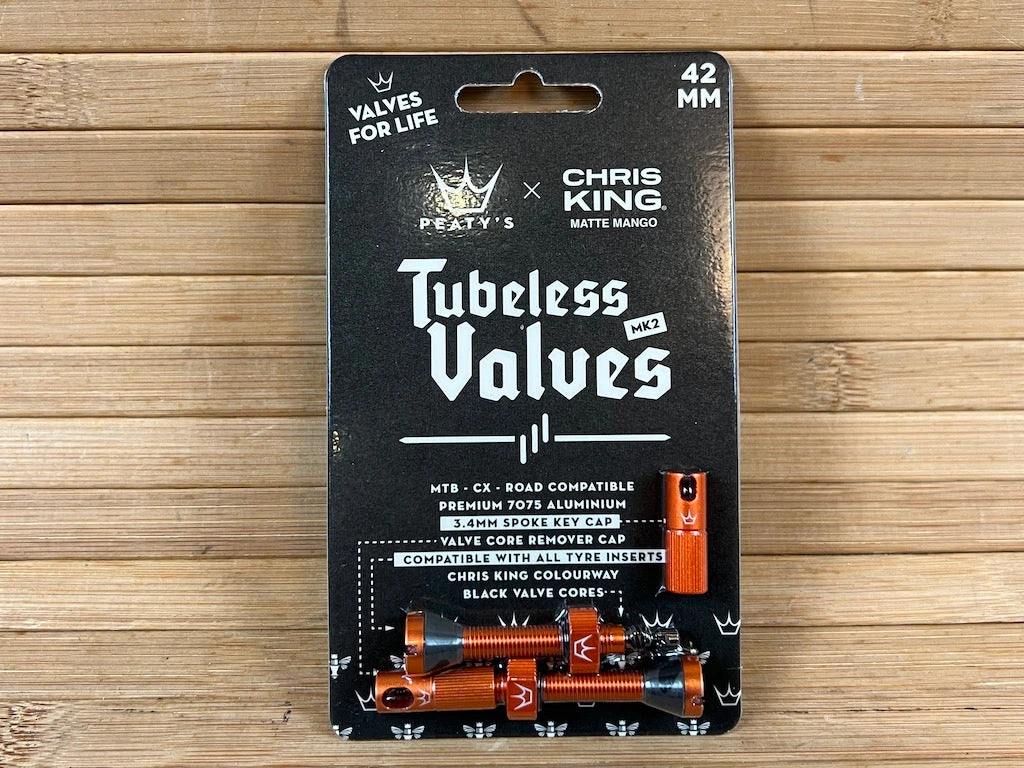 VALVES
FOR LIFE
42
MM
PEATY'S × CHRIS
KING®
MATTE MANGO
Tubeless
Valves
MK2
MTB - CX - ROAD COMPATIBLE
PREMIUM 7075 ALUMINIUM
3.4MM SPOKE KEY CAP
VALVE CORE REMOVER CAP
COMPATIBLE WITH ALL TYRE INSERTS
CHRIS KING COLOURWAY
BLACK VALVE CORES